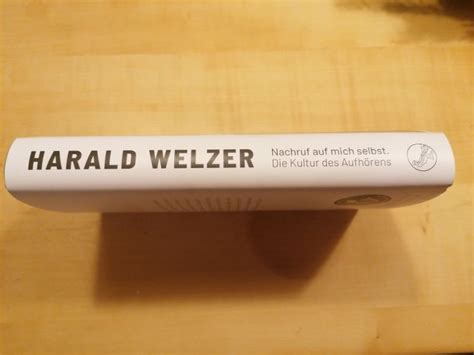 HARALD WELZER
Nachruf auf mich selbst.
Die Kultur des Aufhörens